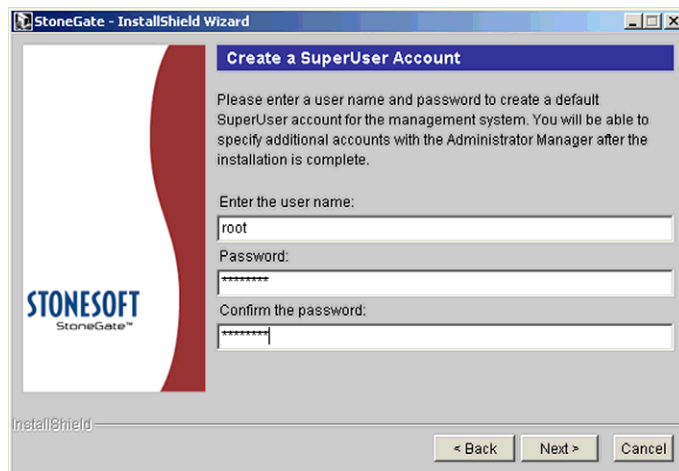 StoneGate - InstallShield Wizard
Create a SuperUser Account
Please enter a user name and password to create a default
SuperUser account for the management system. You will be able to
specify additional accounts with the Administrator Manager after the
installation is complete.
Enter the user name:
root
Password:
********
Confirm the password:
********
STONESOFT
StoneGate™
InstallShield
< Back Next > Cancel